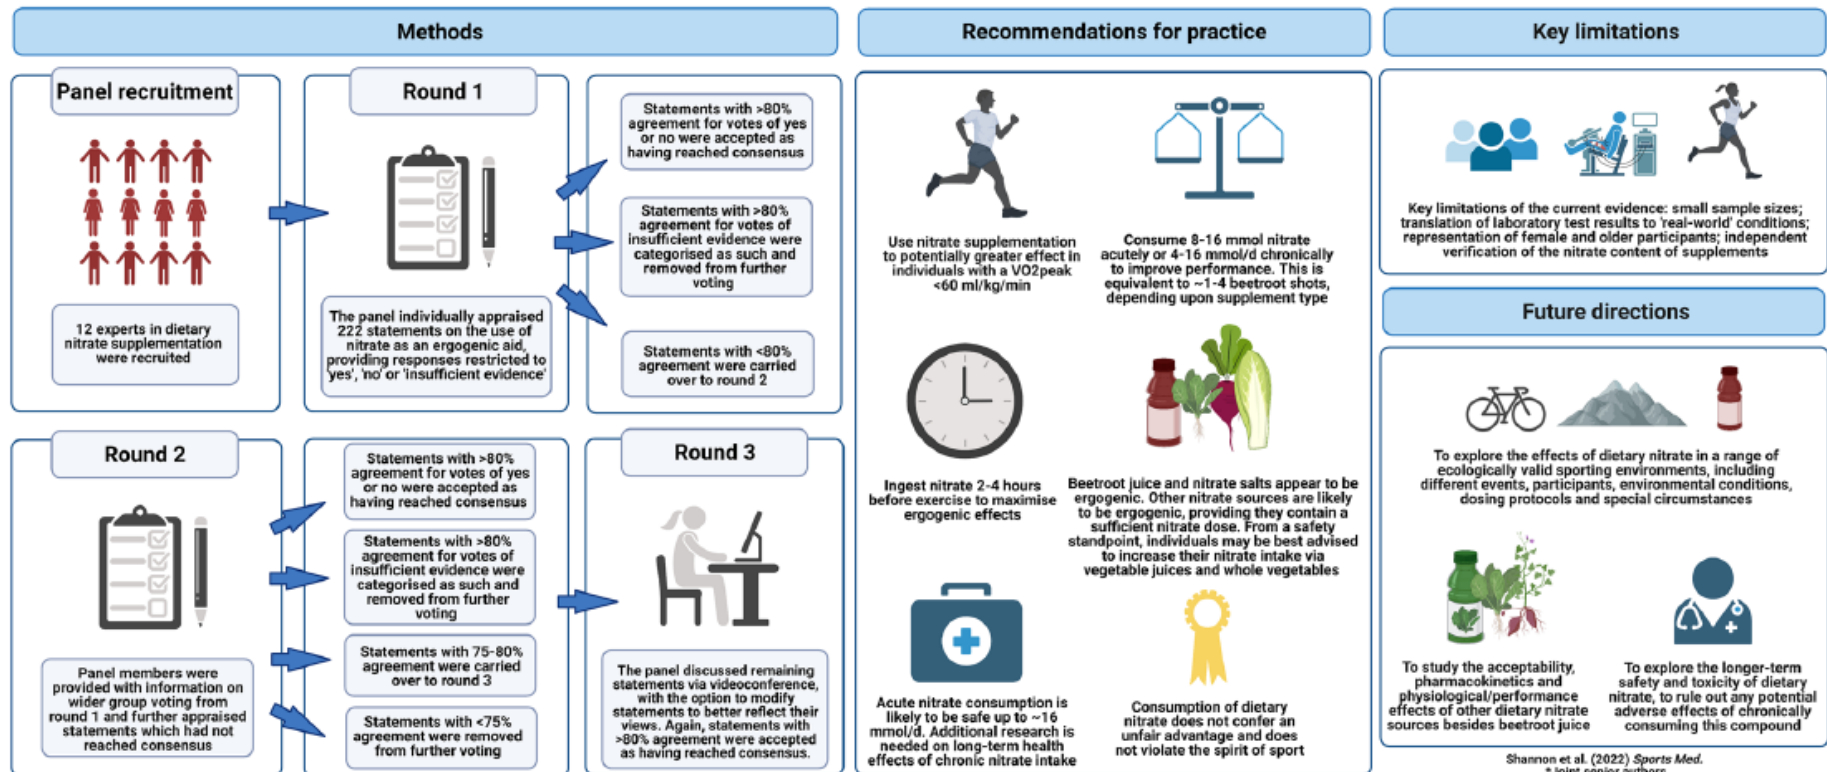 Methods
Panel recruitment
12 experts in dietary
nitrate supplementation
were recruited
Round 1
The panel individually appraised
222 statements on the use of
nitrate as an ergogenic aid,
providing responses restricted to
'yes', 'no' or 'insufficient evidence'
Statements with >80%
agreement for votes of yes
or no were accepted as
having reached consensus
Statements with >80%
agreement for votes of
insufficient evidence were
categorised as such and
removed from further
voting
Statements with <80%
agreement were carried
over to round 2
Round 2
Panel members were
provided with information on
wider group voting from
round 1 and further appraised
statements which had not
reached consensus
Statements with >80%
agreement for votes of yes
or no were accepted as
having reached consensus
Statements with >80%
agreement for votes of
insufficient evidence were
categorised as such and
removed from further
voting
Statements with 75-80%
agreement were carried
over to round 3
Statements with <75%
agreement were removed
from further voting
Round 3
The panel discussed remaining
statements via videoconference,
with the option to modify
statements to better reflect their
views. Again, statements with
>80% agreement were accepted
as having reached consensus.
Recommendations for practice
Use nitrate supplementation
to potentially greater effect in
individuals with a VO2peak
<60 ml/kg/min
Consume 8-16 mmol nitrate
acutely or 4-16 mmol/d chronically
to improve performance. This is
equivalent to ~1-4 beetroot shots,
depending upon supplement type
Ingest nitrate 2-4 hours
before exercise to maximise
ergogenic effects
Beetroot juice and nitrate salts appear to be
ergogenic. Other nitrate sources are likely
to be ergogenic, providing they contain a
sufficient nitrate dose. From a safety
standpoint, individuals may be best advised
to increase their nitrate intake via
vegetable juices and whole vegetables
Acute nitrate consumption is
likely to be safe up to ~16
mmol/d. Additional research is
needed on long-term health
effects of chronic nitrate intake
Consumption of dietary
nitrate does not confer an
unfair advantage and does
not violate the spirit of sport
Key limitations
Key limitations of the current evidence: small sample sizes;
translation of laboratory test results to 'real-world' conditions;
representation of female and older participants; independent
verification of the nitrate content of supplements
Future directions
To explore the effects of dietary nitrate in a range of
ecologically valid sporting environments, including
different events, participants, environmental conditions,
dosing protocols and special circumstances
To study the acceptability,
pharmacokinetics and
physiological/performance
effects of other dietary nitrate
sources besides beetroot juice
To explore the longer-term
safety and toxicity of dietary
nitrate, to rule out any potential
adverse effects of chronically
consuming this compound
Shannon et al. (2022) Sports Med.
* joint senior authors